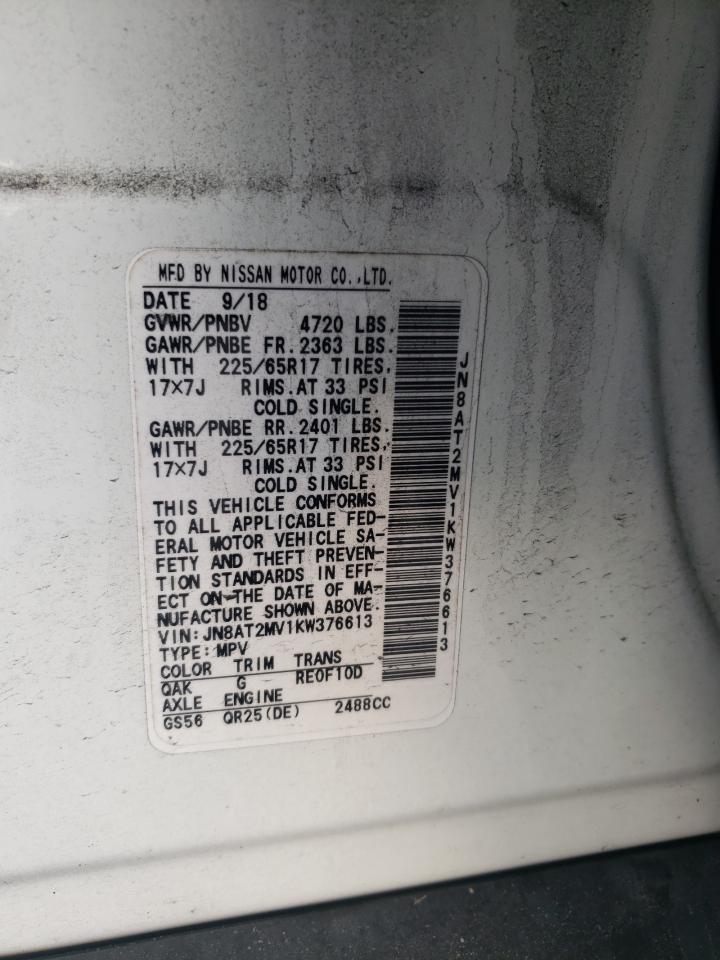 MFD BY NISSAN MOTOR CO.,LTD.
DATE 9/18
GVWR/PNBV 4720 LBS.
GAWR/PNBE FR.2363 LBS.
WITH 225/65R17 TIRES,
17×7J RIMS.AT 33 PSI
COLD SINGLE.
GAWR/PNBE RR.2401 LBS.
WITH 225/65R17 TIRES,
17×7J RIMS.AT 33 PSI
COLD SINGLE.
THIS VEHICLE CONFORMS
TO ALL APPLICABLE FED-
ERAL MOTOR VEHICLE SA-
FETY AND THEFT PREVEN-
TION STANDARDS IN EFF-
ECT ON THE DATE OF MA-
NUFACTURE SHOWN ABOVE.
VIN:JN8AT2MV1KW376613
TYPE:MPV
COLOR TRIM TRANS
QAK G RE0F10D
AXLE ENGINE
GS56 QR25(DE) 2488CC
JN8AT2MV1KW376613